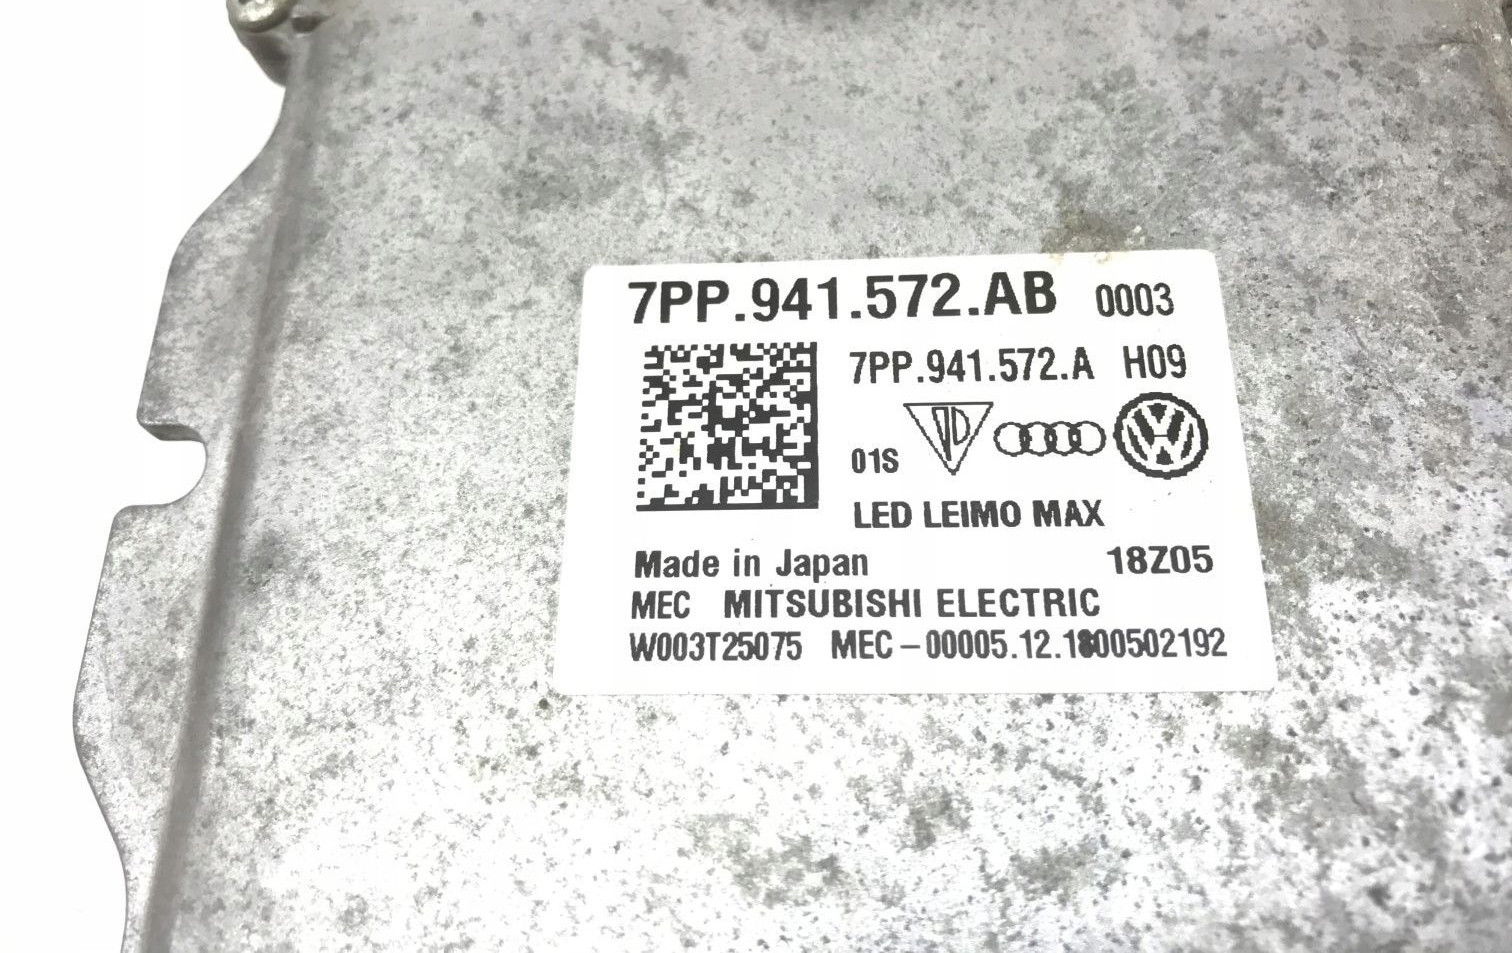 7PP.941.572.AB 0003
7PP.941.572.A H09
01S
LED LEIMO MAX
Made in Japan 18Z05
MEC MITSUBISHI ELECTRIC
W003T25075 MEC-00005.12.1800502192